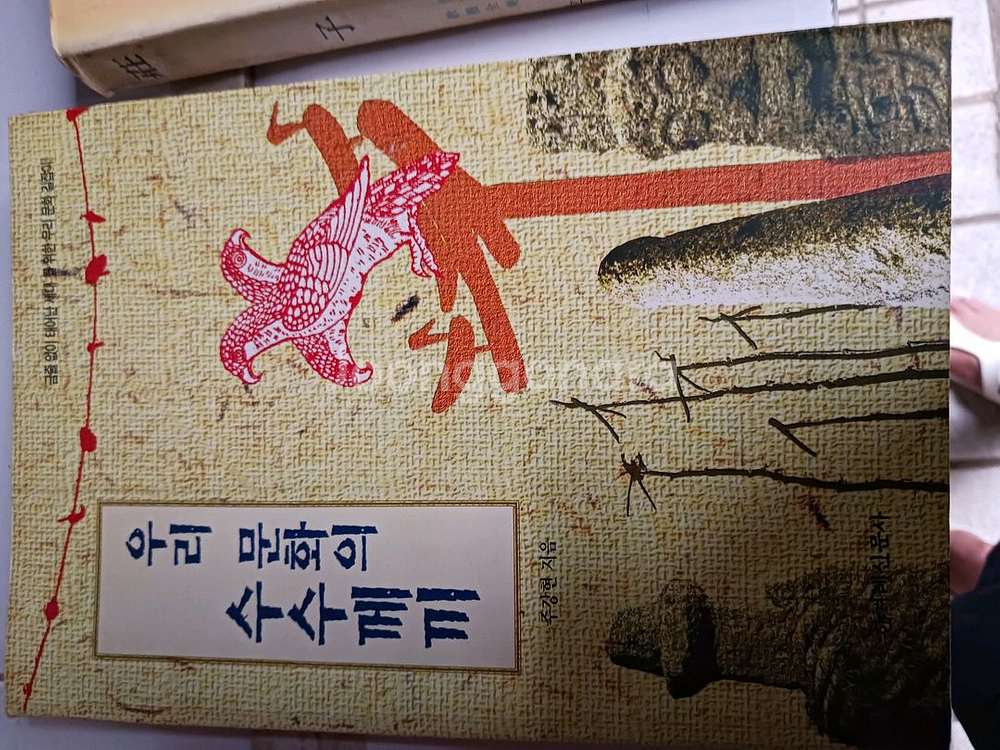 금줄 없이 태어난 세대를 위한 우리 문화 길잡이
우리
문화의
수수께끼
주강현 지음
한겨레신문사
莊子